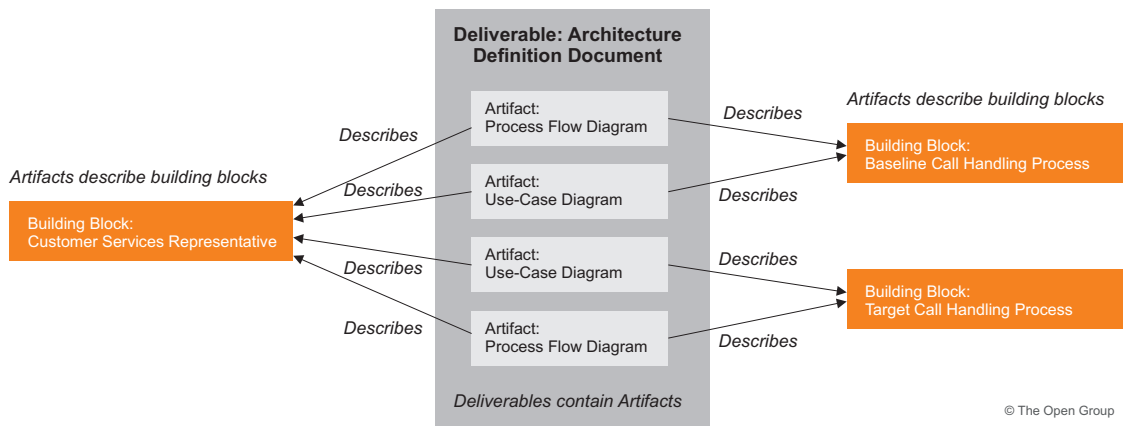 Deliverable: Architecture
Definition Document
Artifact:
Process Flow Diagram
Artifacts describe building blocks
Describes
Describes
Building Block:
Baseline Call Handling Process
Artifacts describe building blocks
Artifact:
Use-Case Diagram
Describes
Describes
Building Block:
Customer Services Representative
Artifact:
Use-Case Diagram
Describes
Describes
Building Block:
Target Call Handling Process
Artifact:
Process Flow Diagram
Describes
Describes
Deliverables contain Artifacts
© The Open Group